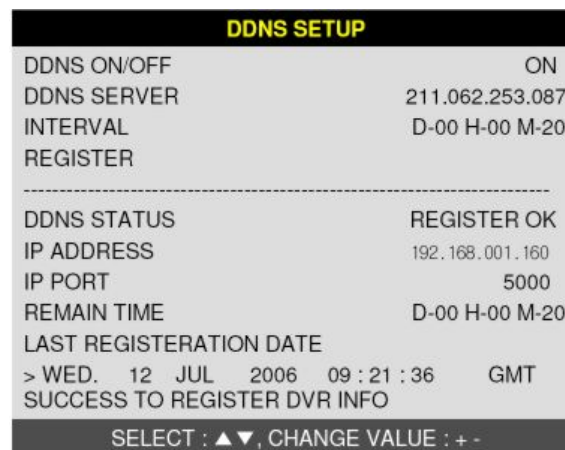 DDNS SETUP
DDNS ON/OFF ON
DDNS SERVER 211.062.253.087
INTERVAL D-00 H-00 M-20
REGISTER
--------------------------------------------------------------------------
DDNS STATUS REGISTER OK
IP ADDRESS 192.168.001.160
IP PORT 5000
REMAIN TIME D-00 H-00 M-20
LAST REGISTERATION DATE
> WED. 12 JUL 2006 09 : 21 : 36 GMT
SUCCESS TO REGISTER DVR INFO
SELECT : ▲▼, CHANGE VALUE : + -